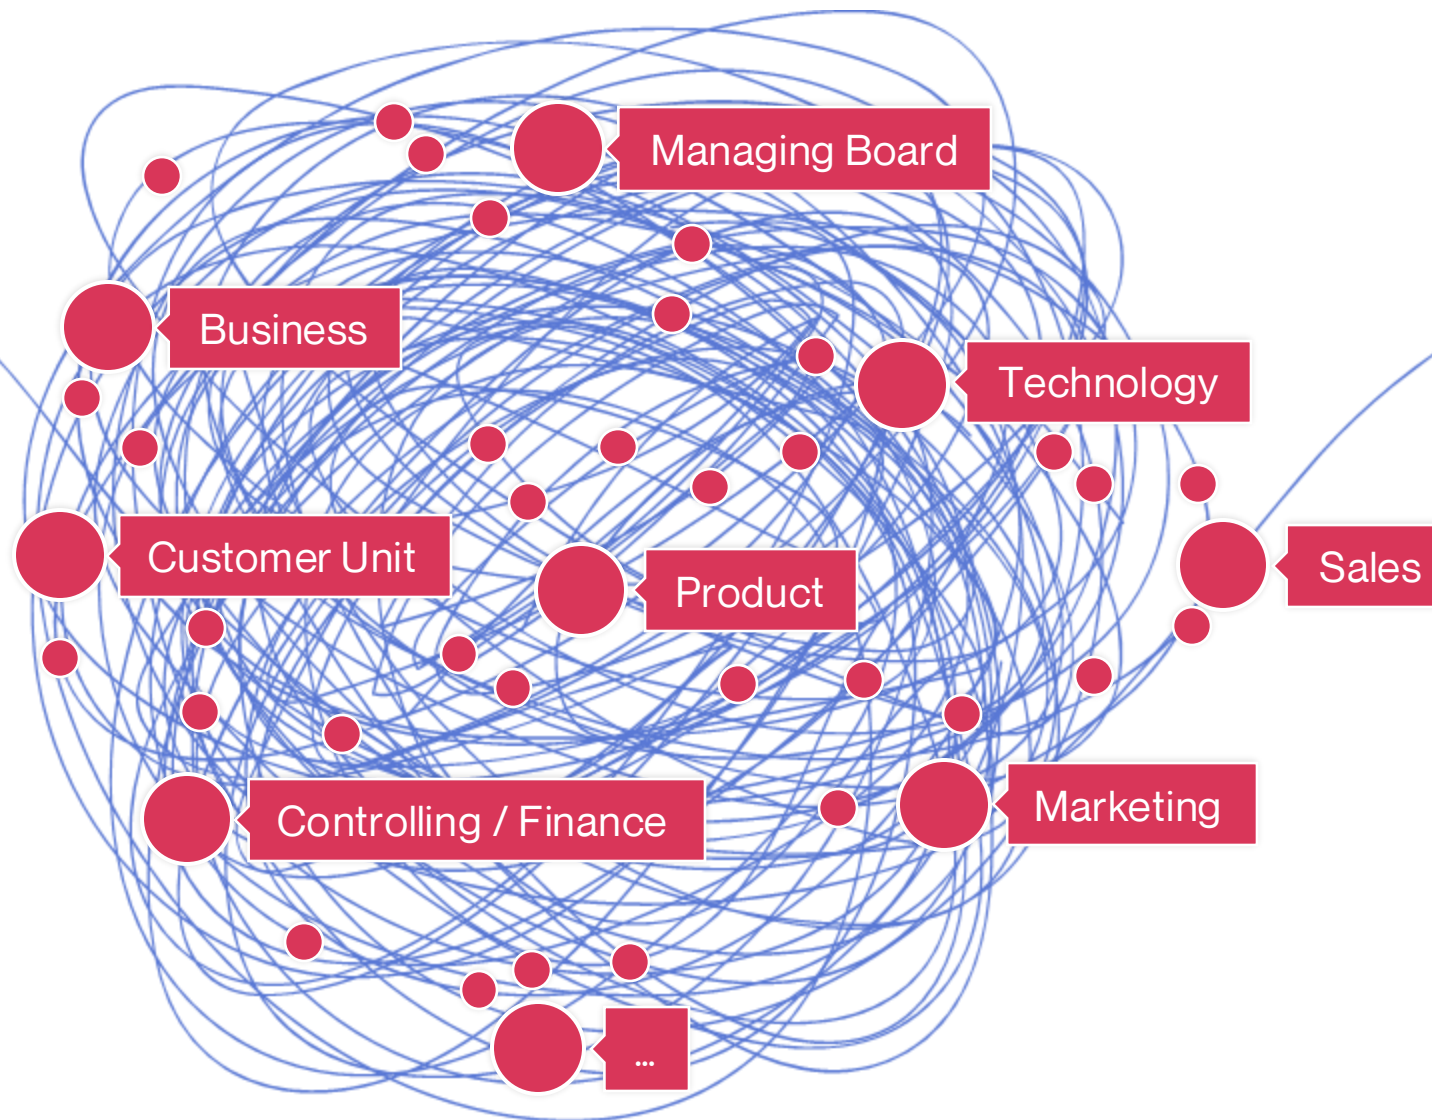 Managing Board
Business
Technology
Customer Unit
Sales
Product
Marketing
Controlling / Finance
...